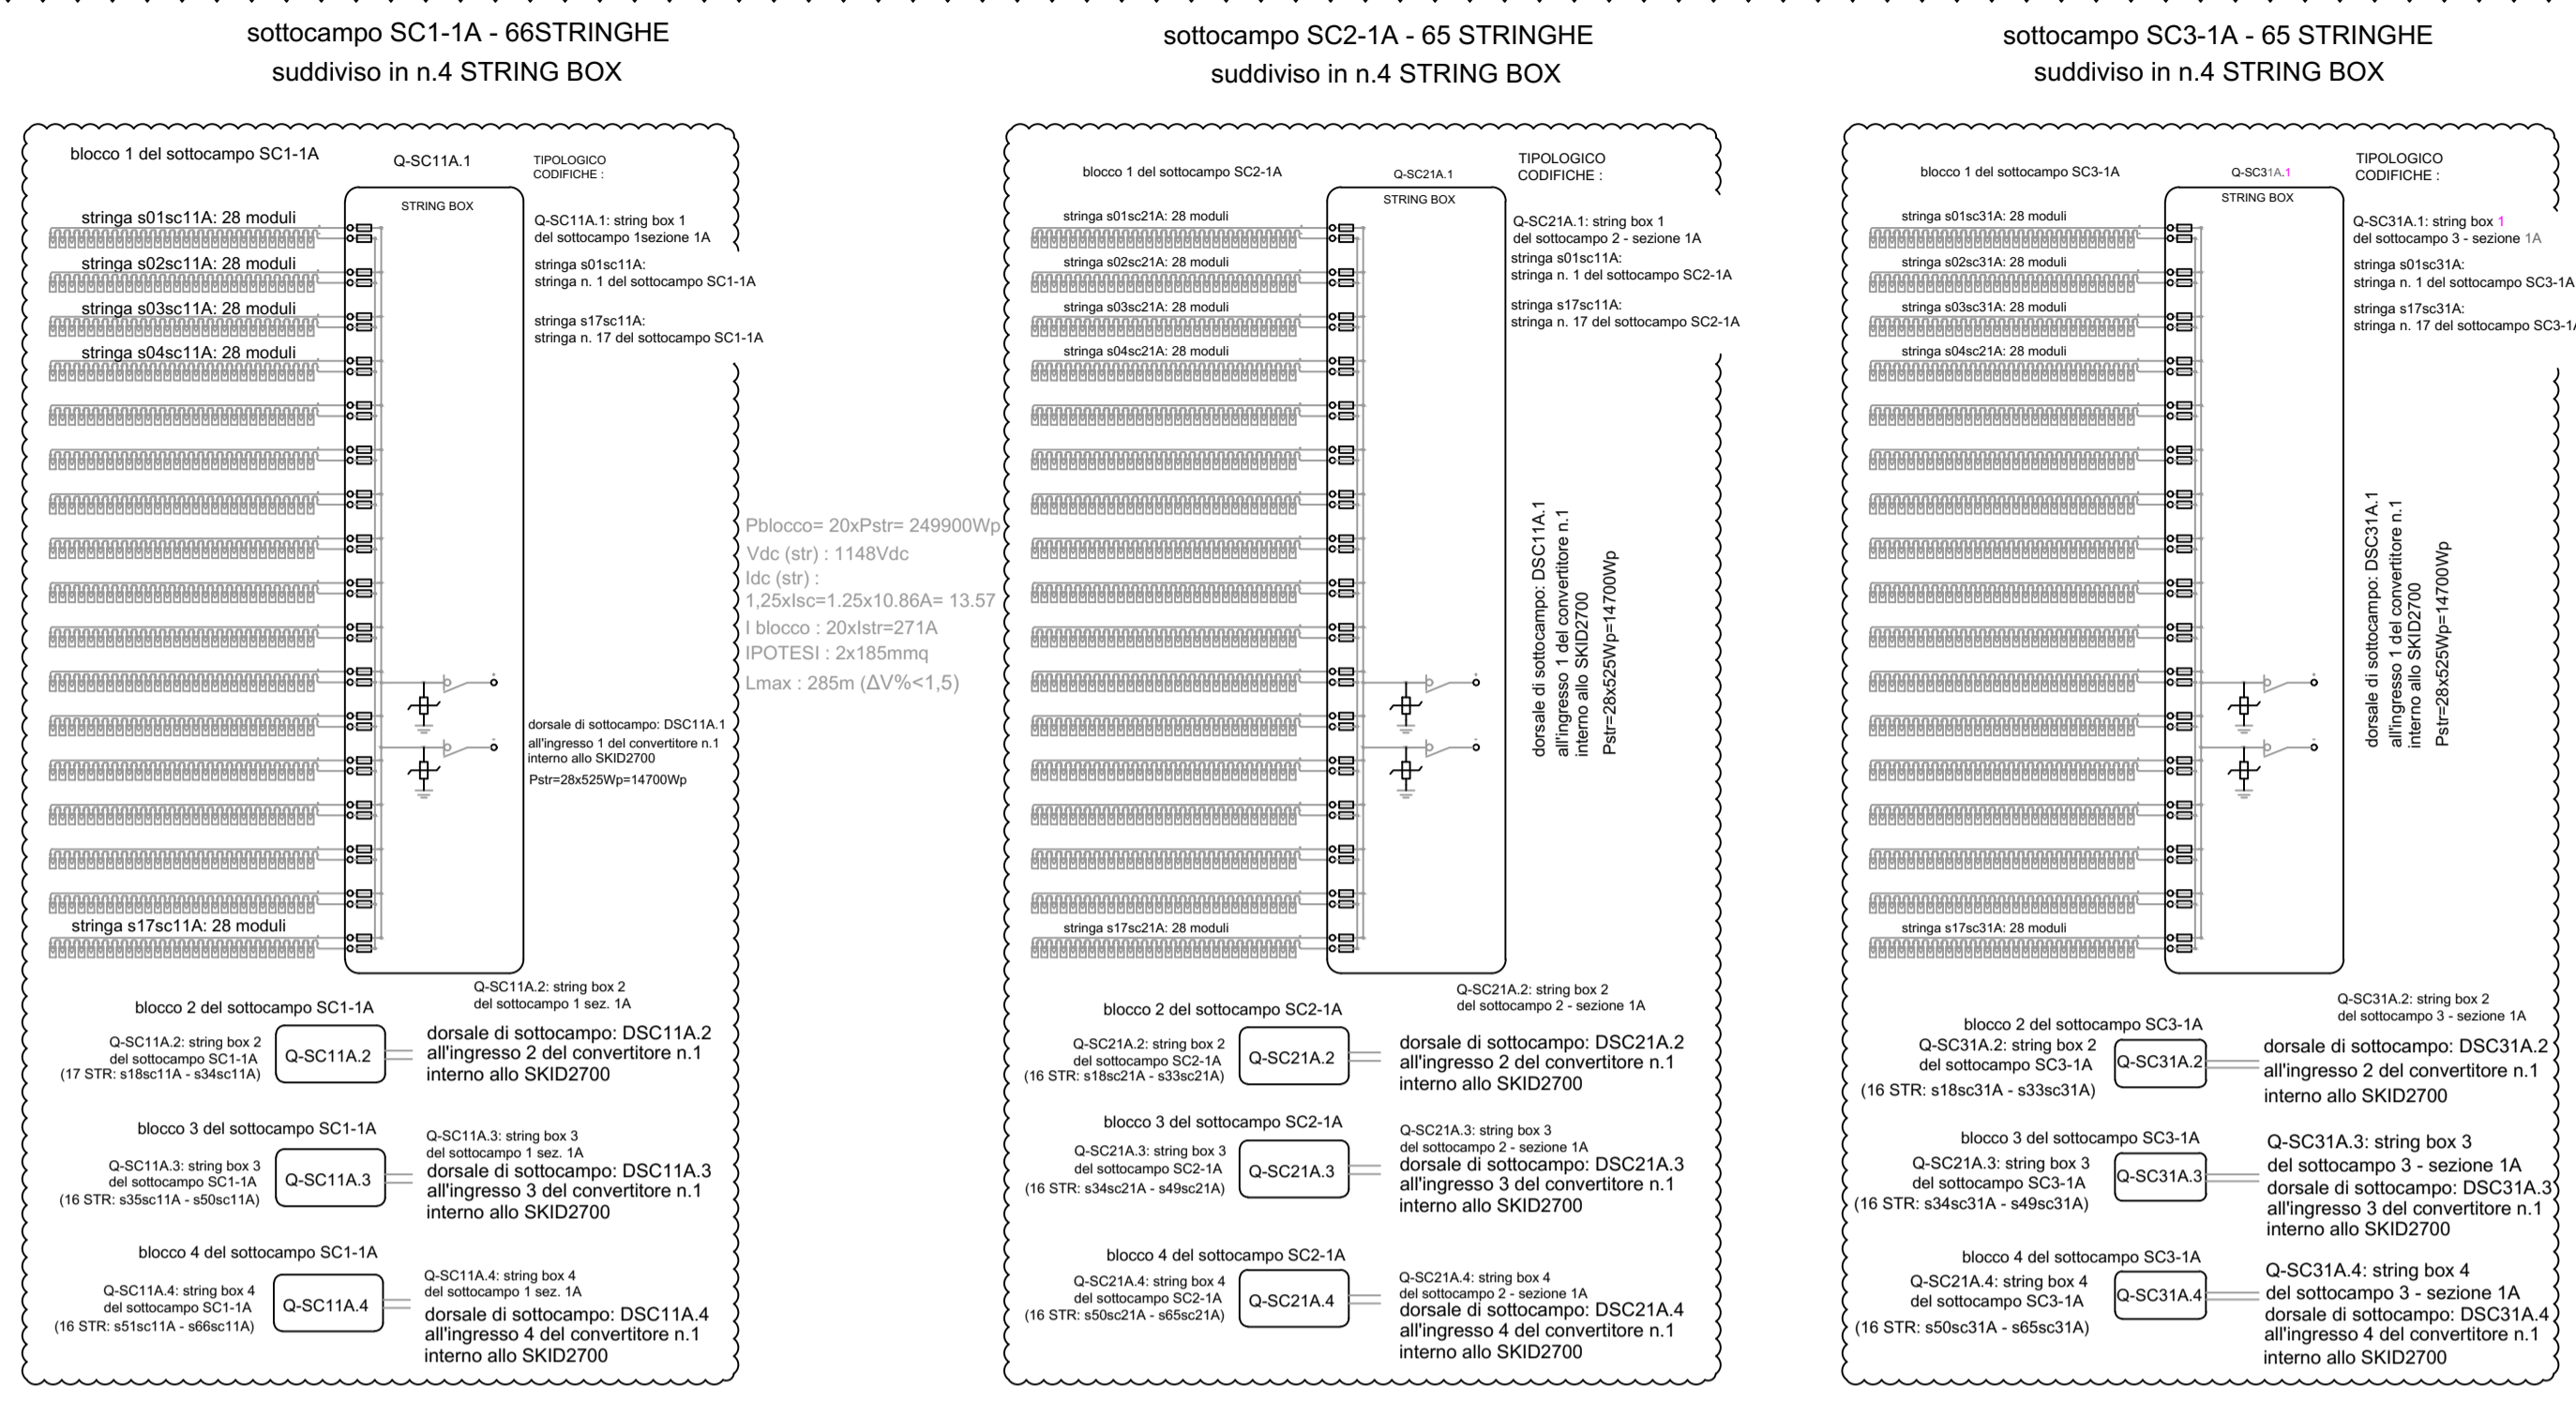 sottocampo SC1-1A - 66STRINGHE
suddiviso in n.4 STRING BOX
blocco 1 del sottocampo SC1-1A
Q-SC11A.1
TIPOLOGICO
CODIFICHE :
STRING BOX
stringa s01sc11A: 28 moduli
stringa s02sc11A: 28 moduli
stringa s03sc11A: 28 moduli
stringa s04sc11A: 28 moduli
stringa s17sc11A: 28 moduli
Q-SC11A.1: string box 1
del sottocampo 1sezione 1A
stringa s01sc11A:
stringa n. 1 del sottocampo SC1-1A
stringa s17sc11A:
stringa n. 17 del sottocampo SC1-1A
dorsale di sottocampo: DSC11A.1
all'ingresso 1 del convertitore n.1
interno allo SKID2700
Pstr=28x525Wp=14700Wp
Q-SC11A.2: string box 2
del sottocampo 1 sez. 1A
blocco 2 del sottocampo SC1-1A
Q-SC11A.2: string box 2
del sottocampo SC1-1A
(17 STR: s18sc11A - s34sc11A)
Q-SC11A.2
dorsale di sottocampo: DSC11A.2
all'ingresso 2 del convertitore n.1
interno allo SKID2700
blocco 3 del sottocampo SC1-1A
Q-SC11A.3: string box 3
del sottocampo SC1-1A
(16 STR: s35sc11A - s50sc11A)
Q-SC11A.3
Q-SC11A.3: string box 3
del sottocampo 1 sez. 1A
dorsale di sottocampo: DSC11A.3
all'ingresso 3 del convertitore n.1
interno allo SKID2700
blocco 4 del sottocampo SC1-1A
Q-SC11A.4: string box 4
del sottocampo SC1-1A
(16 STR: s51sc11A - s66sc11A)
Q-SC11A.4
Q-SC11A.4: string box 4
del sottocampo 1 sez. 1A
dorsale di sottocampo: DSC11A.4
all'ingresso 4 del convertitore n.1
interno allo SKID2700
Pblocco= 20xPstr= 249900Wp
Vdc (str) : 1148Vdc
Idc (str) :
1,25xIsc=1.25x10.86A= 13.57
I blocco : 20xIstr=271A
IPOTESI : 2x185mmq
Lmax : 285m (ΔV%<1,5)
sottocampo SC2-1A - 65 STRINGHE
suddiviso in n.4 STRING BOX
blocco 1 del sottocampo SC2-1A
Q-SC21A.1
TIPOLOGICO
CODIFICHE :
STRING BOX
stringa s01sc21A: 28 moduli
stringa s02sc21A: 28 moduli
stringa s03sc21A: 28 moduli
stringa s04sc21A: 28 moduli
stringa s17sc21A: 28 moduli
Q-SC21A.1: string box 1
del sottocampo 2 - sezione 1A
stringa s01sc11A:
stringa n. 1 del sottocampo SC2-1A
stringa s17sc11A:
stringa n. 17 del sottocampo SC2-1A
dorsale di sottocampo: DSC11A.1
all'ingresso 1 del convertitore n.1
interno allo SKID2700
Pstr=28x525Wp=14700Wp
Q-SC21A.2: string box 2
del sottocampo 2 - sezione 1A
blocco 2 del sottocampo SC2-1A
Q-SC21A.2: string box 2
del sottocampo SC2-1A
(16 STR: s18sc21A - s33sc21A)
Q-SC21A.2
dorsale di sottocampo: DSC21A.2
all'ingresso 2 del convertitore n.1
interno allo SKID2700
blocco 3 del sottocampo SC2-1A
Q-SC21A.3: string box 3
del sottocampo SC2-1A
(16 STR: s34sc21A - s49sc21A)
Q-SC21A.3
Q-SC21A.3: string box 3
del sottocampo 2 - sezione 1A
dorsale di sottocampo: DSC21A.3
all'ingresso 3 del convertitore n.1
interno allo SKID2700
blocco 4 del sottocampo SC2-1A
Q-SC21A.4: string box 4
del sottocampo SC2-1A
(16 STR: s50sc21A - s65sc21A)
Q-SC21A.4
Q-SC21A.4: string box 4
del sottocampo 2 - sezione 1A
dorsale di sottocampo: DSC21A.4
all'ingresso 4 del convertitore n.1
interno allo SKID2700
sottocampo SC3-1A - 65 STRINGHE
suddiviso in n.4 STRING BOX
blocco 1 del sottocampo SC3-1A
Q-SC31A.1
TIPOLOGICO
CODIFICHE :
STRING BOX
stringa s01sc31A: 28 moduli
stringa s02sc31A: 28 moduli
stringa s03sc31A: 28 moduli
stringa s04sc21A: 28 moduli
stringa s17sc31A: 28 moduli
Q-SC31A.1: string box 1
del sottocampo 3 - sezione 1A
stringa s01sc31A:
stringa n. 1 del sottocampo SC3-1A
stringa s17sc31A:
stringa n. 17 del sottocampo SC3-1A
dorsale di sottocampo: DSC31A.1
all'ingresso 1 del convertitore n.1
interno allo SKID2700
Pstr=28x525Wp=14700Wp
Q-SC31A.2: string box 2
del sottocampo 3 - sezione 1A
blocco 2 del sottocampo SC3-1A
Q-SC31A.2: string box 2
del sottocampo SC3-1A
(16 STR: s18sc31A - s33sc31A)
Q-SC31A.2
dorsale di sottocampo: DSC31A.2
all'ingresso 2 del convertitore n.1
interno allo SKID2700
blocco 3 del sottocampo SC3-1A
Q-SC21A.3: string box 3
del sottocampo SC3-1A
(16 STR: s34sc31A - s49sc31A)
Q-SC31A.3
Q-SC31A.3: string box 3
del sottocampo 3 - sezione 1A
dorsale di sottocampo: DSC31A.3
all'ingresso 3 del convertitore n.1
interno allo SKID2700
blocco 4 del sottocampo SC3-1A
Q-SC21A.4: string box 4
del sottocampo SC3-1A
(16 STR: s50sc31A - s65sc31A)
Q-SC31A.4
Q-SC31A.4: string box 4
del sottocampo 3 - sezione 1A
dorsale di sottocampo: DSC31A.4
all'ingresso 4 del convertitore n.1
interno allo SKID2700